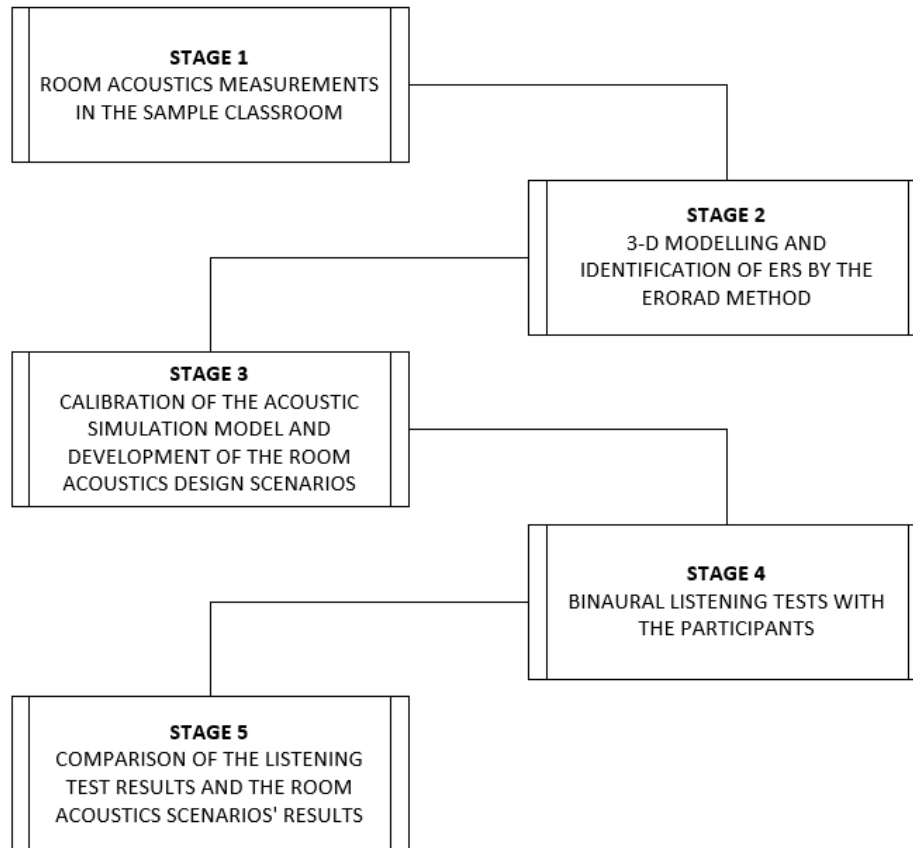 STAGE 1
ROOM ACOUSTICS MEASUREMENTS
IN THE SAMPLE CLASSROOM
STAGE 2
3-D MODELLING AND
IDENTIFICATION OF ERS BY THE
ERORAD METHOD
STAGE 3
CALIBRATION OF THE ACOUSTIC
SIMULATION MODEL AND
DEVELOPMENT OF THE ROOM
ACOUSTICS DESIGN SCENARIOS
STAGE 4
BINAURAL LISTENING TESTS WITH
THE PARTICIPANTS
STAGE 5
COMPARISON OF THE LISTENING
TEST RESULTS AND THE ROOM
ACOUSTICS SCENARIOS' RESULTS